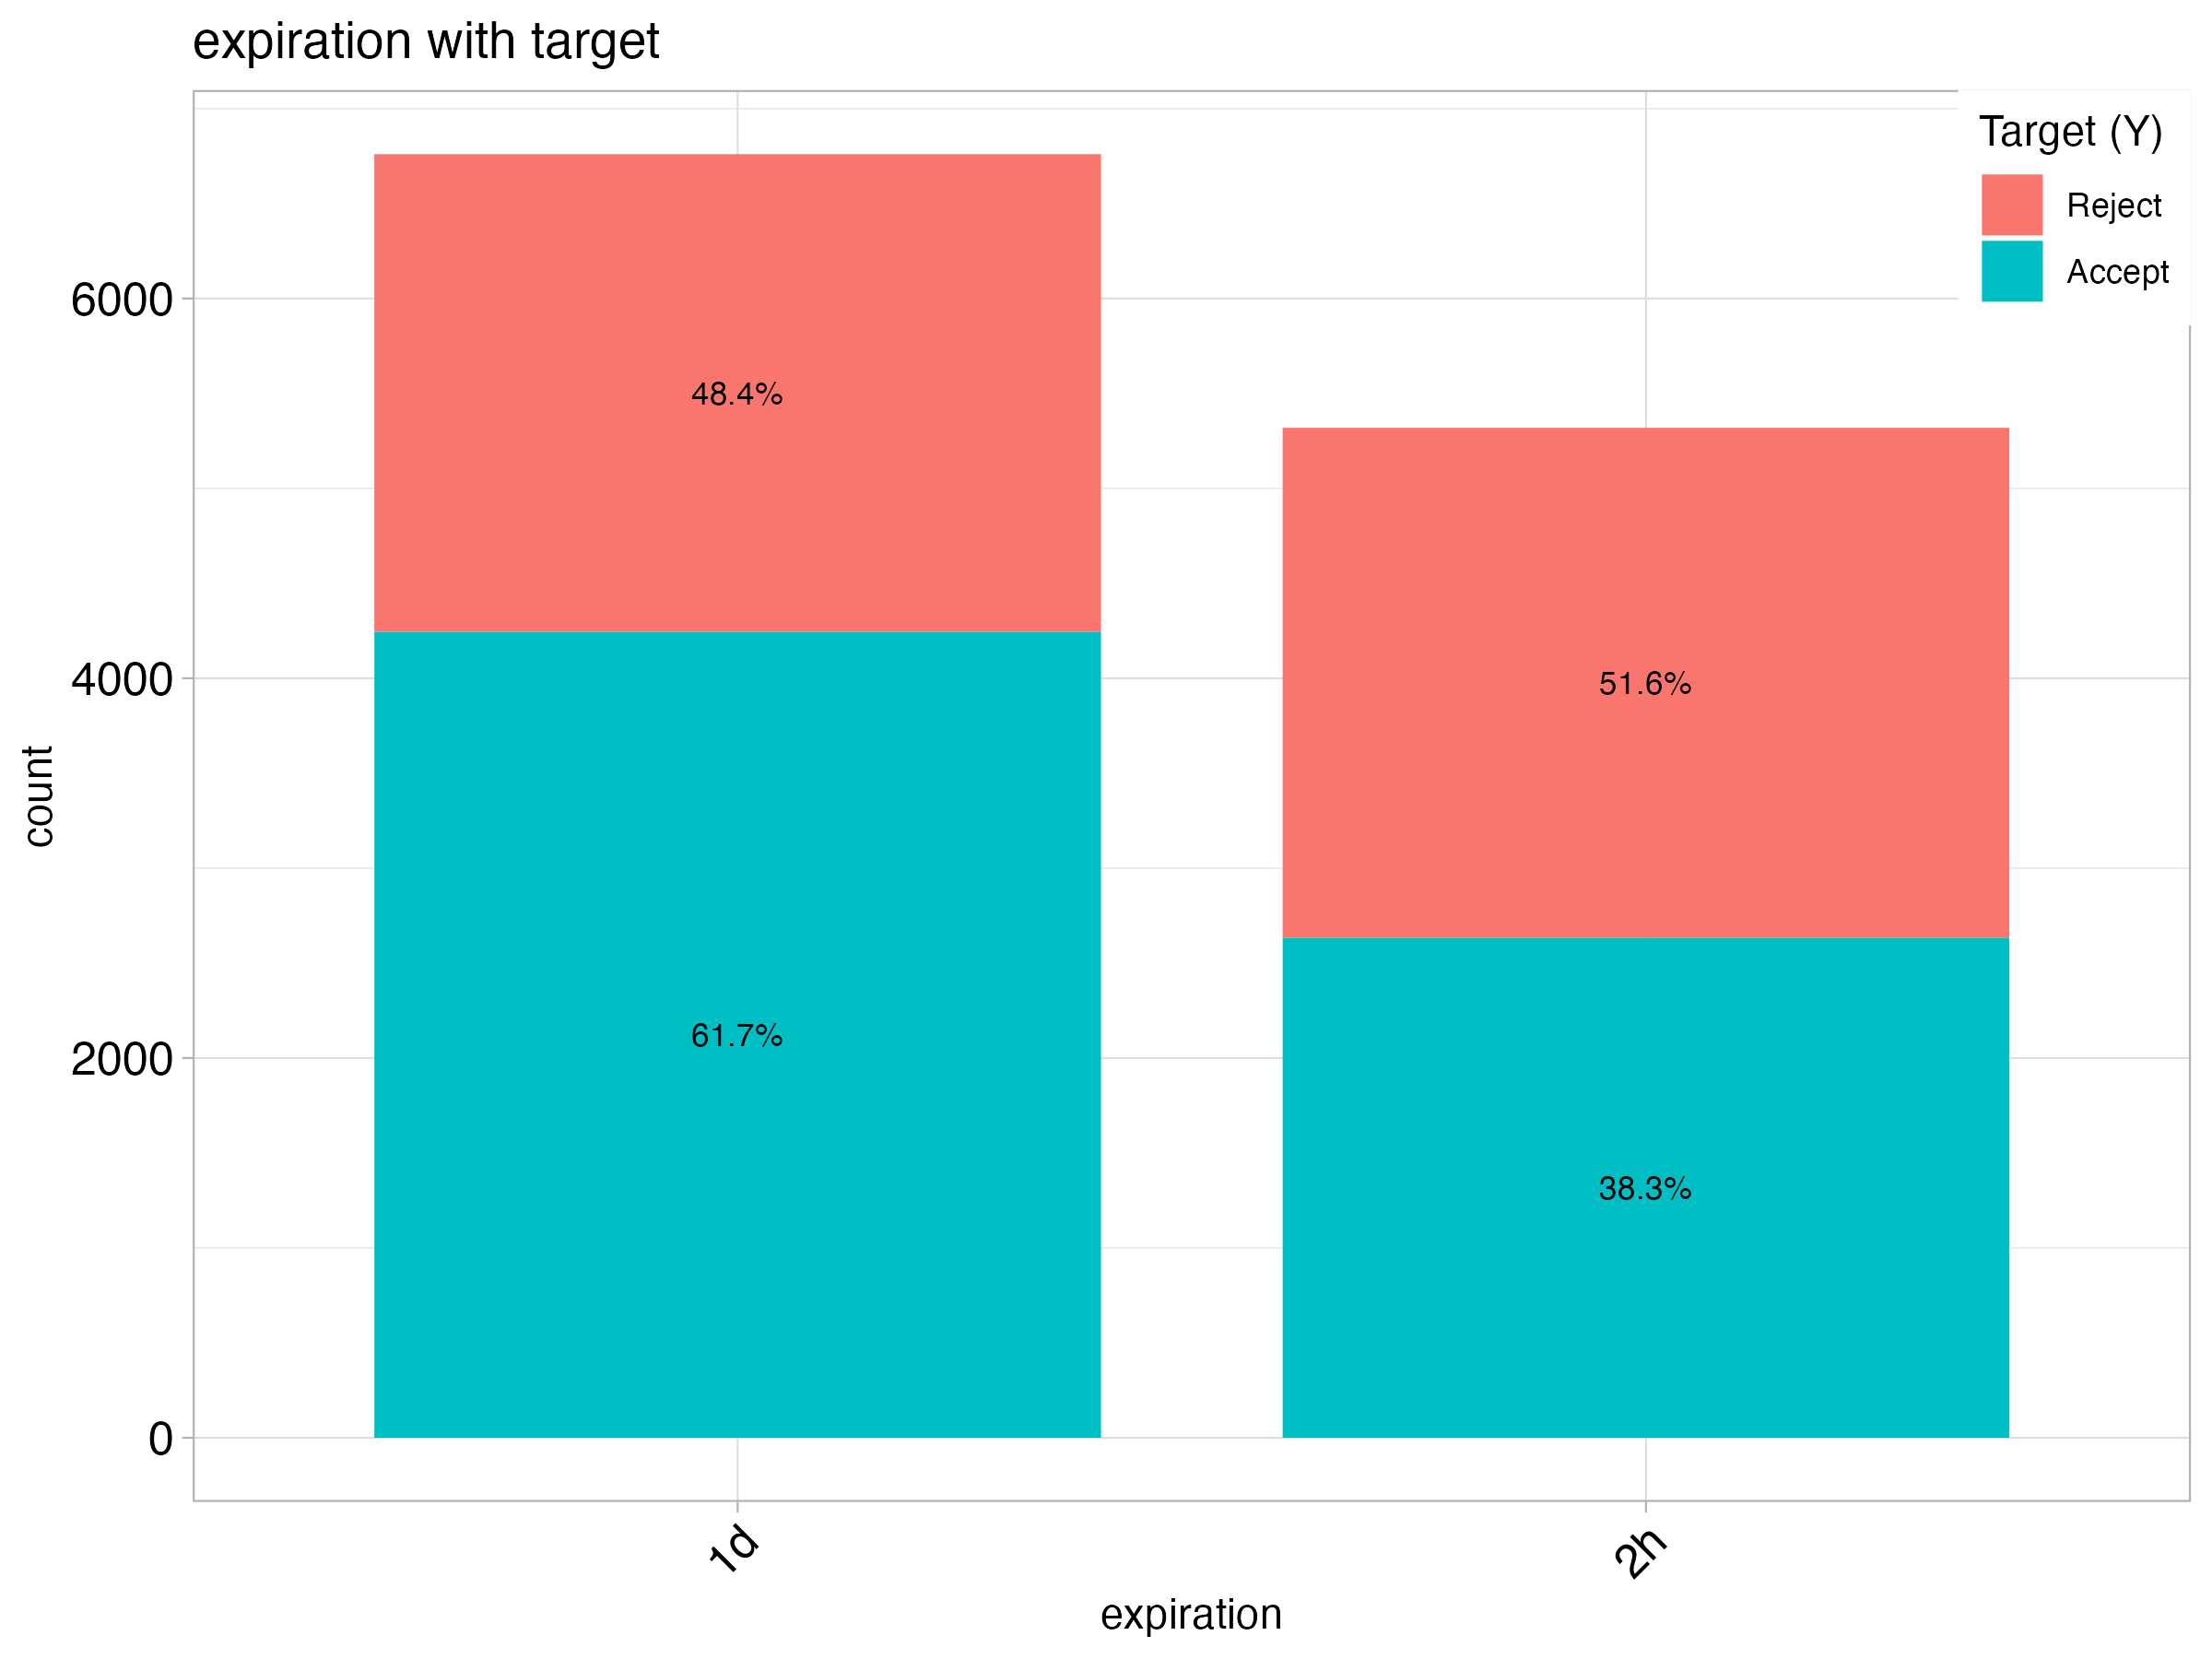 expiration with target
Target (Y)
Reject
Accept
6000
4000
2000
0
count
48.4%
61.7%
51.6%
38.3%
1d
2h
expiration